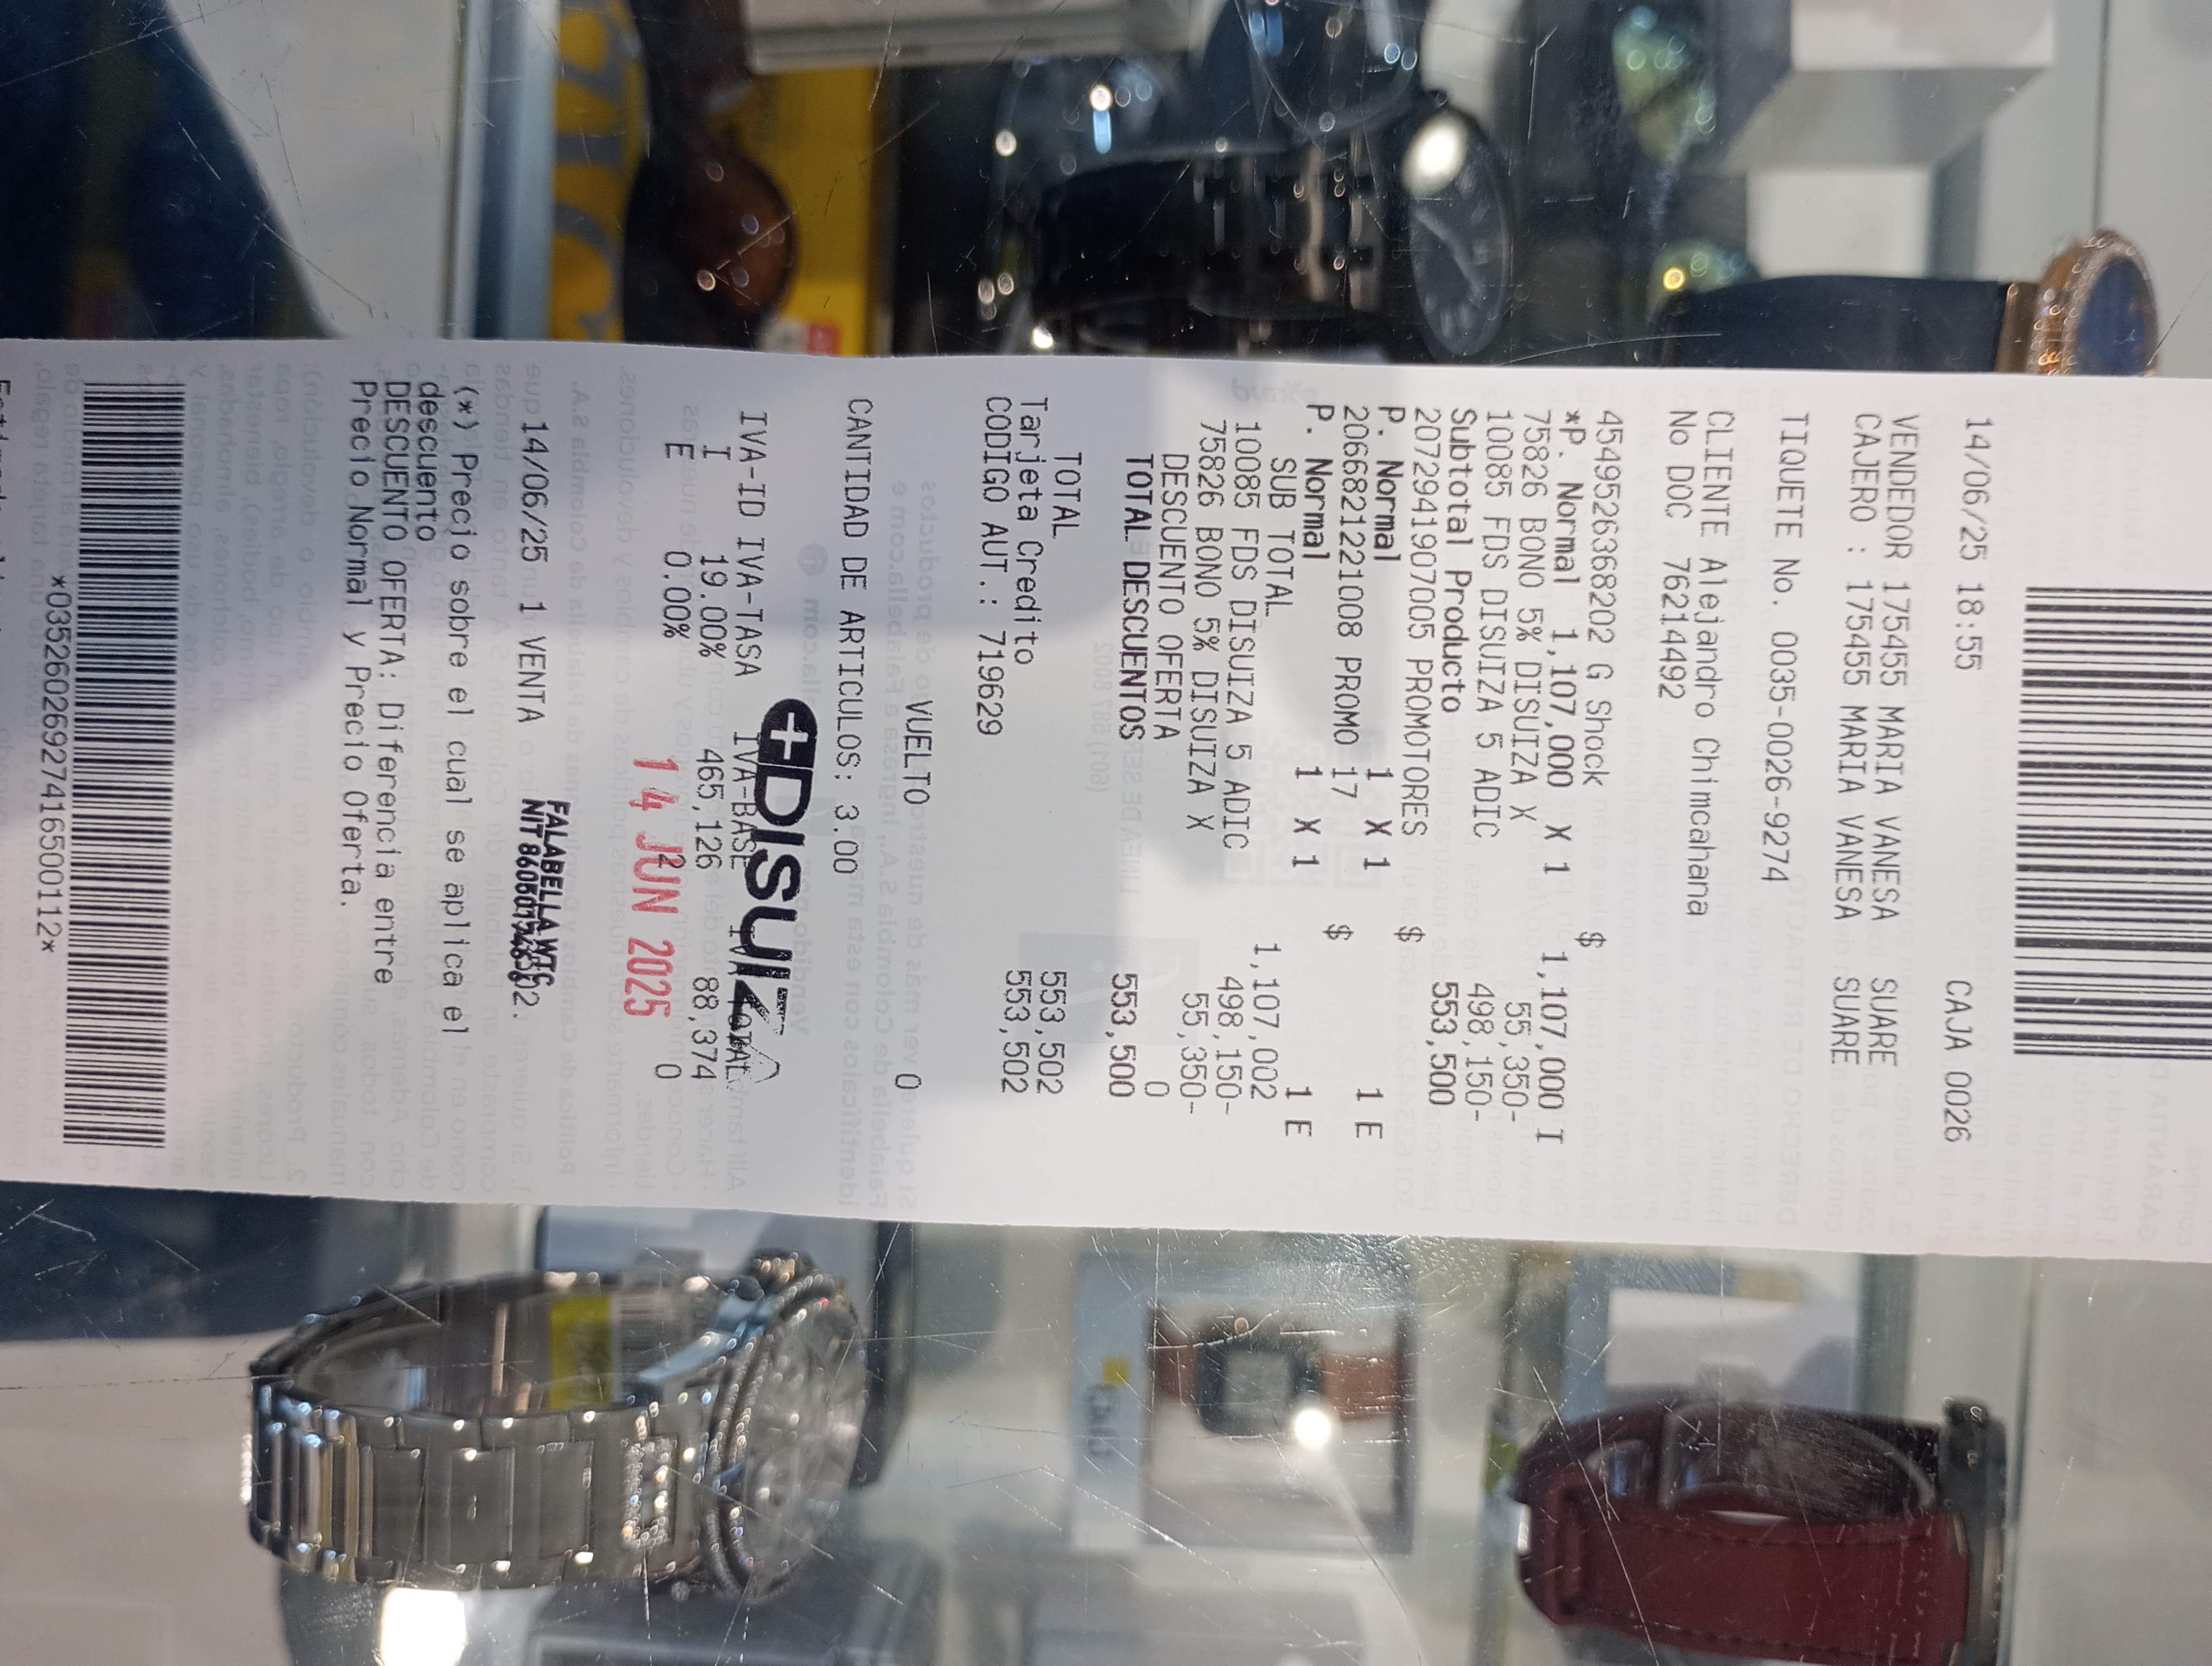 14/06/25 18:55 CAJA 0026
VENDEDOR 175455 MARIA VANESA SUARE
CAJERO : 175455 MARIA VANESA SUARE
TIQUETE No. 0035-0026-9274
CLIENTE Alejandro Chimcahana
No DOC 76214492
4549526368202 G Shock $
*P. Normal 1,107,000 X 1 1,107,000 I
75826 BONO 5% DISUIZA X 55,350-
10085 FDS DISUIZA 5 ADIC 498,150-
Subtotal Producto 553,500
2072941907005 PROMOTORES $
P. Normal 1 X 1 1 E
2066821221008 PROMO 17 $
P. Normal 1 X 1 1 E
SUB TOTAL 1,107,002
10085 FDS DISUIZA 5 ADIC 498,150-
75826 BONO 5% DISUIZA X 55,350-
DESCUENTO OFERTA 0
TOTAL DESCUENTOS 553,500
TOTAL 553,502
Tarjeta Credito 553,502
CODIGO AUT.: 719629
VUELTO 0
CANTIDAD DE ARTICULOS: 3.00
DISUIZA
IVA-ID IVA-TASA IVA-BASE IVA TOTAL
I 19.00% 465,126 88,374
E 0.00% 2 0
14 JUN 2025
14/06/25 1 VENTA
FALABELLA WTC
(*) Precio sobre el cual se aplica el
descuento
DESCUENTO OFERTA: Diferencia entre
Precio Normal y Precio Oferta.
*03526026927416500112*